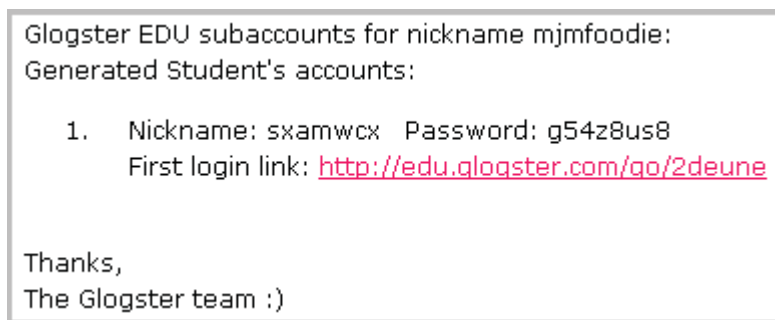 Glogster EDU subaccounts for nickname mjmfoodie:
Generated Student's accounts:
1. Nickname: sxamwcx Password: g54z8us8
First login link: http://edu.glogster.com/go/2deune
Thanks,
The Glogster team :)